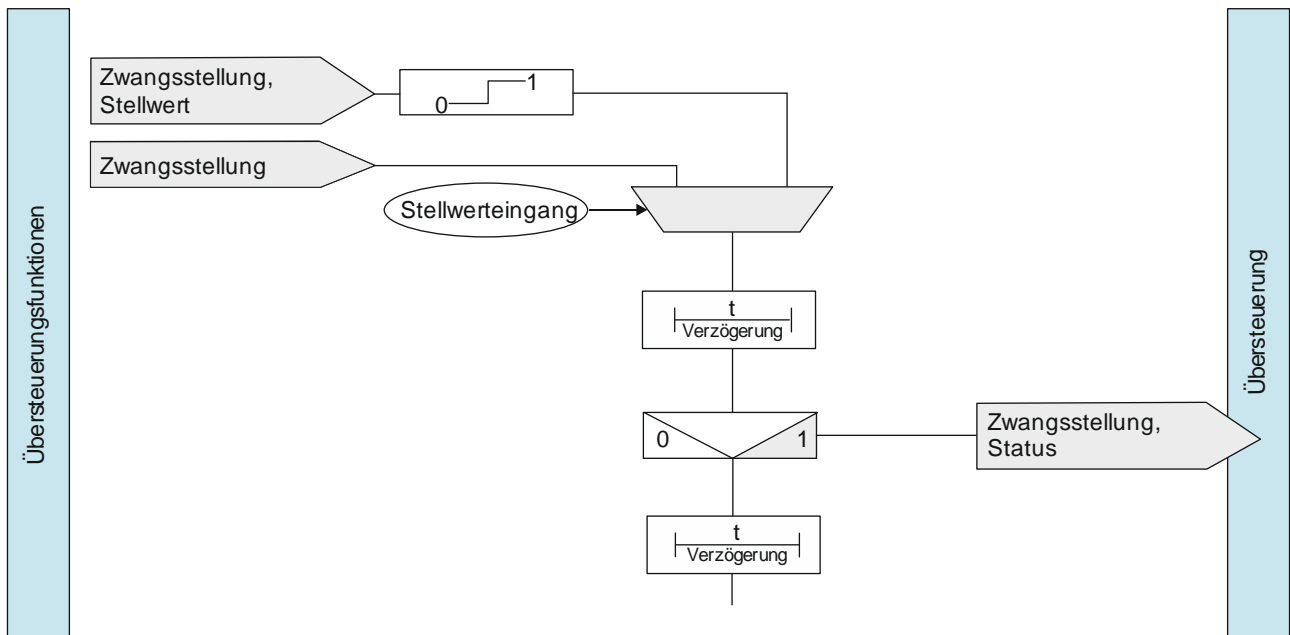 Übersteuerungsfunktionen
Zwangsstellung,
Stellwert
0
1
Zwangsstellung
Stellwerteingang
t
Verzögerung
0
1
Zwangsstellung,
Status
t
Verzögerung
Übersteuerung